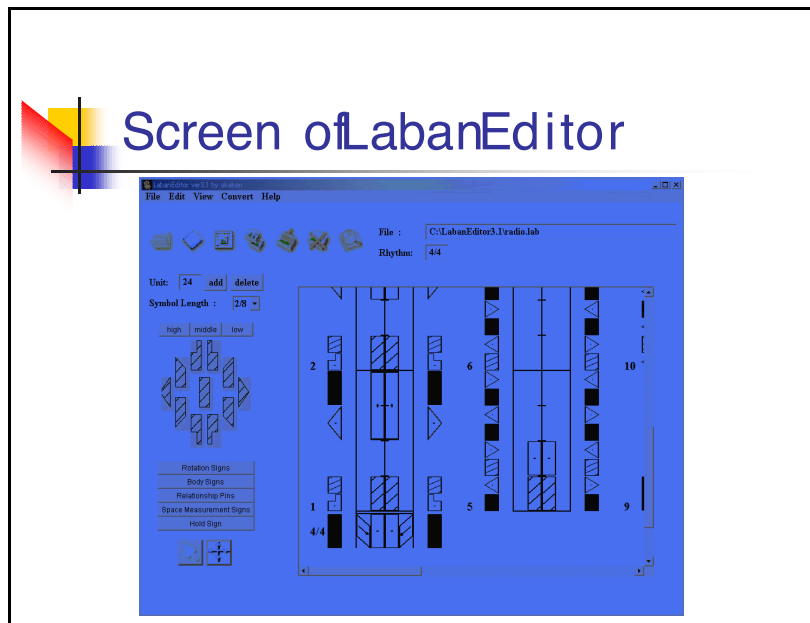 Screen ofLabanEditor
LabanEditor ver3.1 by okaken
File Edit View Convert Help
File : C:\LabanEditor3.1\radio.lab
Rhythm: 4/4
Unit: 24 add delete
Symbol Length : 2/8
high middle low
2 6 10
Rotation Signs
Body Signs
Relationship Pins
Space Measurement Signs
Hold Sign
1 5 9
4/4